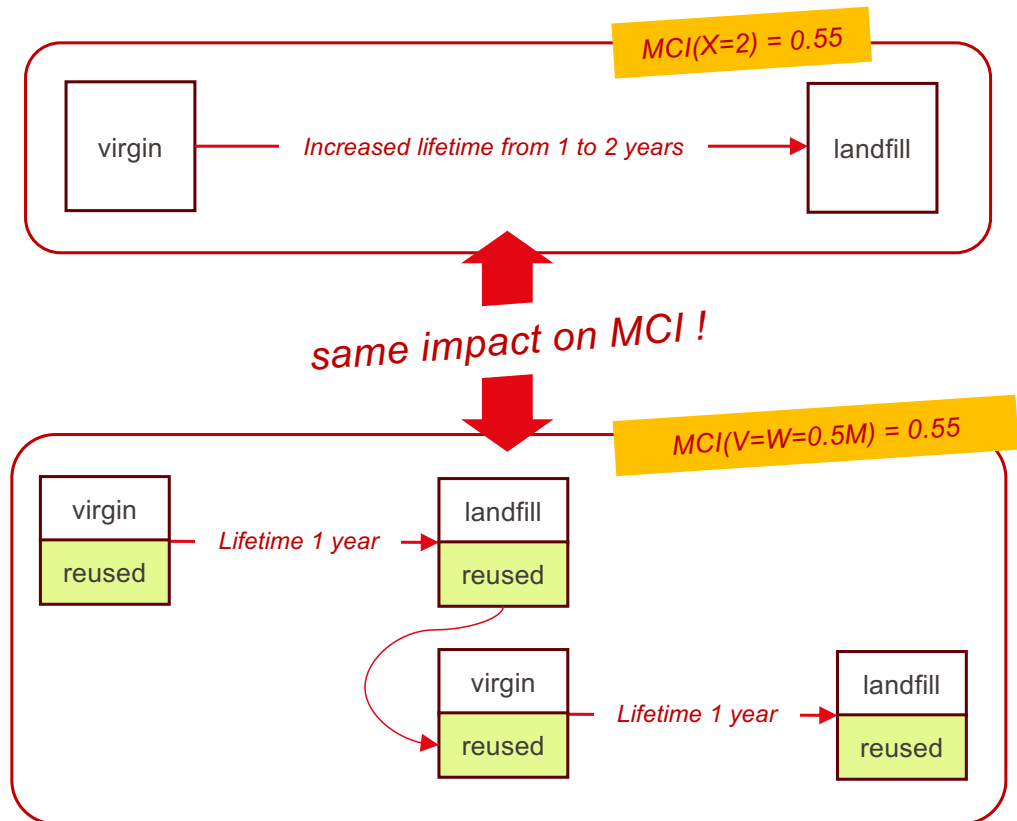 MCI(X=2) = 0.55
virgin
Increased lifetime from 1 to 2 years
landfill
same impact on MCI !
MCI(V=W=0.5M) = 0.55
virgin
reused
Lifetime 1 year
landfill
reused
virgin
reused
Lifetime 1 year
landfill
reused